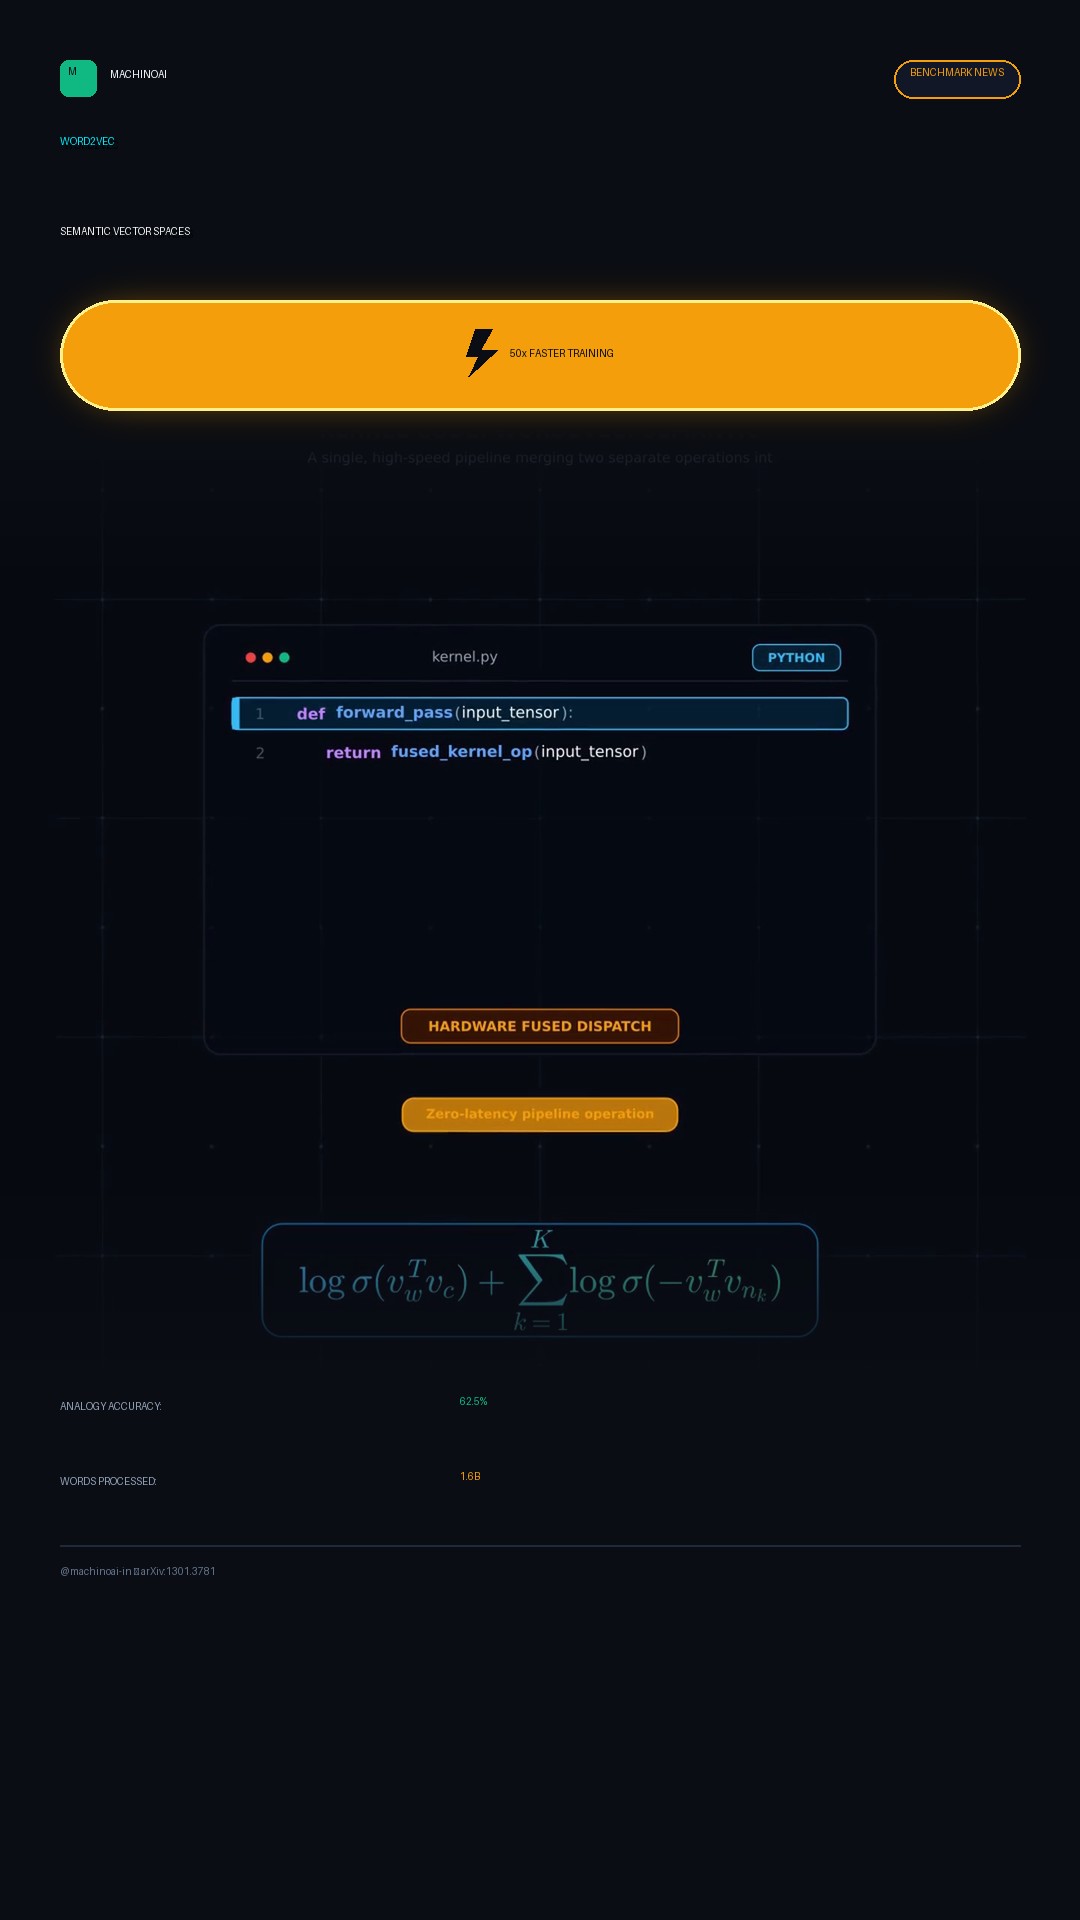 M
MACHINOAI
BENCHMARK NEWS
WORD2VEC
SEMANTIC VECTOR SPACES
50x FASTER TRAINING
A single, high-speed pipeline merging two separate operations int
kernel.py
PYTHON
1 def forward_pass(input_tensor):
2 return fused_kernel_op(input_tensor)
HARDWARE FUSED DISPATCH
Zero-latency pipeline operation
log σ(v_w^T v_c) + ∑_{k=1}^{K} log σ(−v_w^T v_{n_k})
ANALOGY ACCURACY: 62.5%
WORDS PROCESSED: 1.6B
@machinoai-in arXiv:1301.3781